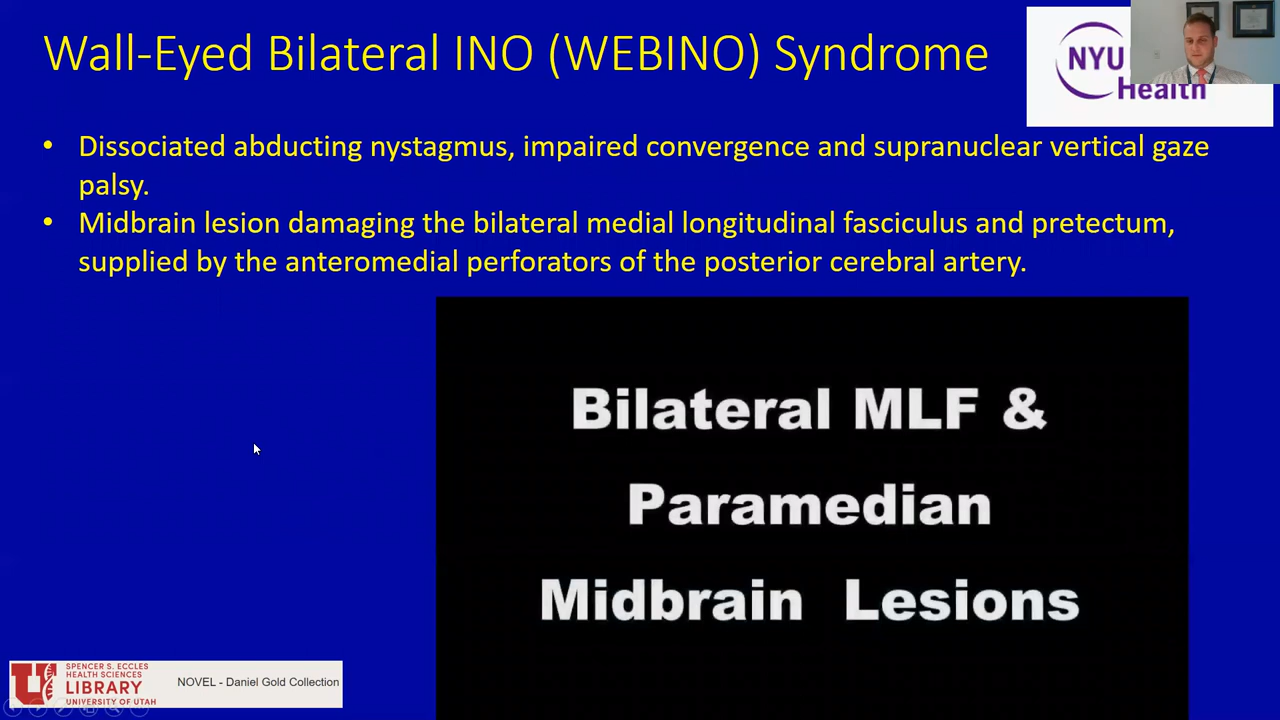 Wall-Eyed Bilateral INO (WEBINO) Syndrome
NYU
Health
• Dissociated abducting nystagmus, impaired convergence and supranuclear vertical gaze
palsy.
• Midbrain lesion damaging the bilateral medial longitudinal fasciculus and pretectum,
supplied by the anteromedial perforators of the posterior cerebral artery.
Bilateral MLF &
Paramedian
Midbrain Lesions
SPENCER S. ECCLES
HEALTH SCIENCES
LIBRARY
UNIVERSITY OF UTAH
NOVEL - Daniel Gold Collection